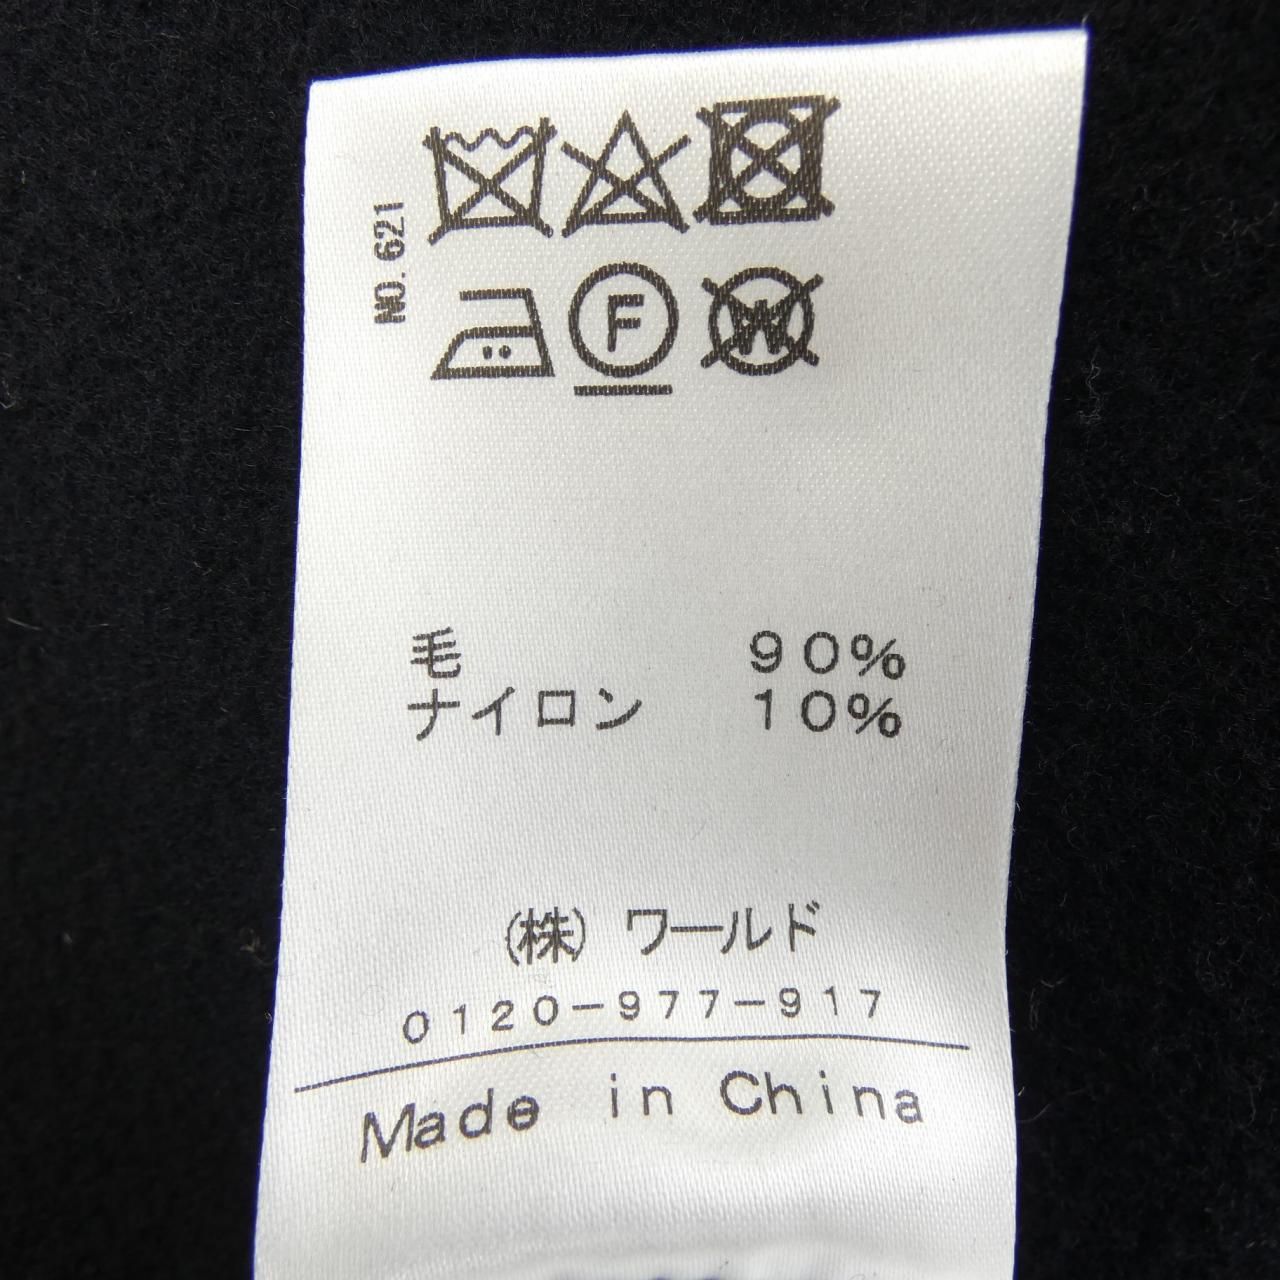 NO. 621
F
W
毛 90%
ナイロン 10%
(株) ワールド
0120-977-917
Made in China